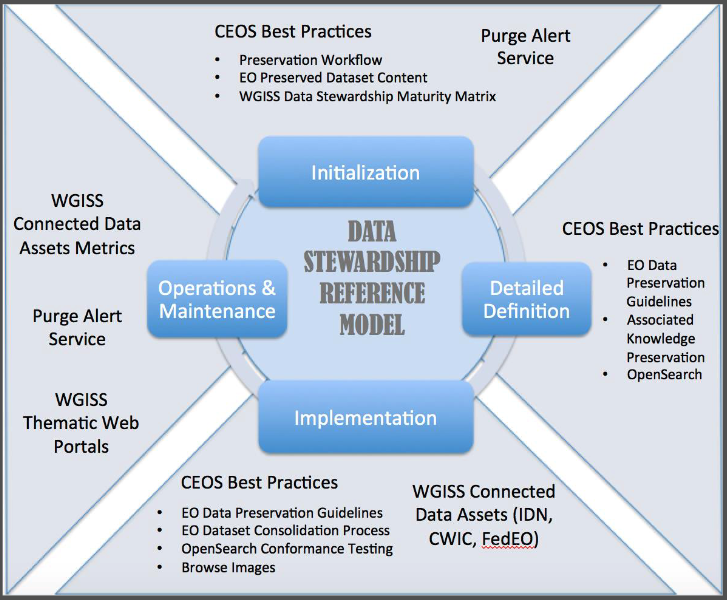 CEOS Best Practices
• Preservation Workflow
• EO Preserved Dataset Content
• WGISS Data Stewardship Maturity Matrix
Purge Alert
Service
Initialization
WGISS
Connected Data
Assets Metrics
Purge Alert
Service
WGISS
Thematic Web
Portals
Operations &
Maintenance
DATA
STEWARDSHIP
REFERENCE
MODEL
Detailed
Definition
CEOS Best Practices
• EO Data
Preservation
Guidelines
• Associated
Knowledge
Preservation
• OpenSearch
Implementation
CEOS Best Practices
• EO Data Preservation Guidelines
• EO Dataset Consolidation Process
• OpenSearch Conformance Testing
• Browse Images
WGISS Connected
Data Assets (IDN,
CWIC, FedEO)